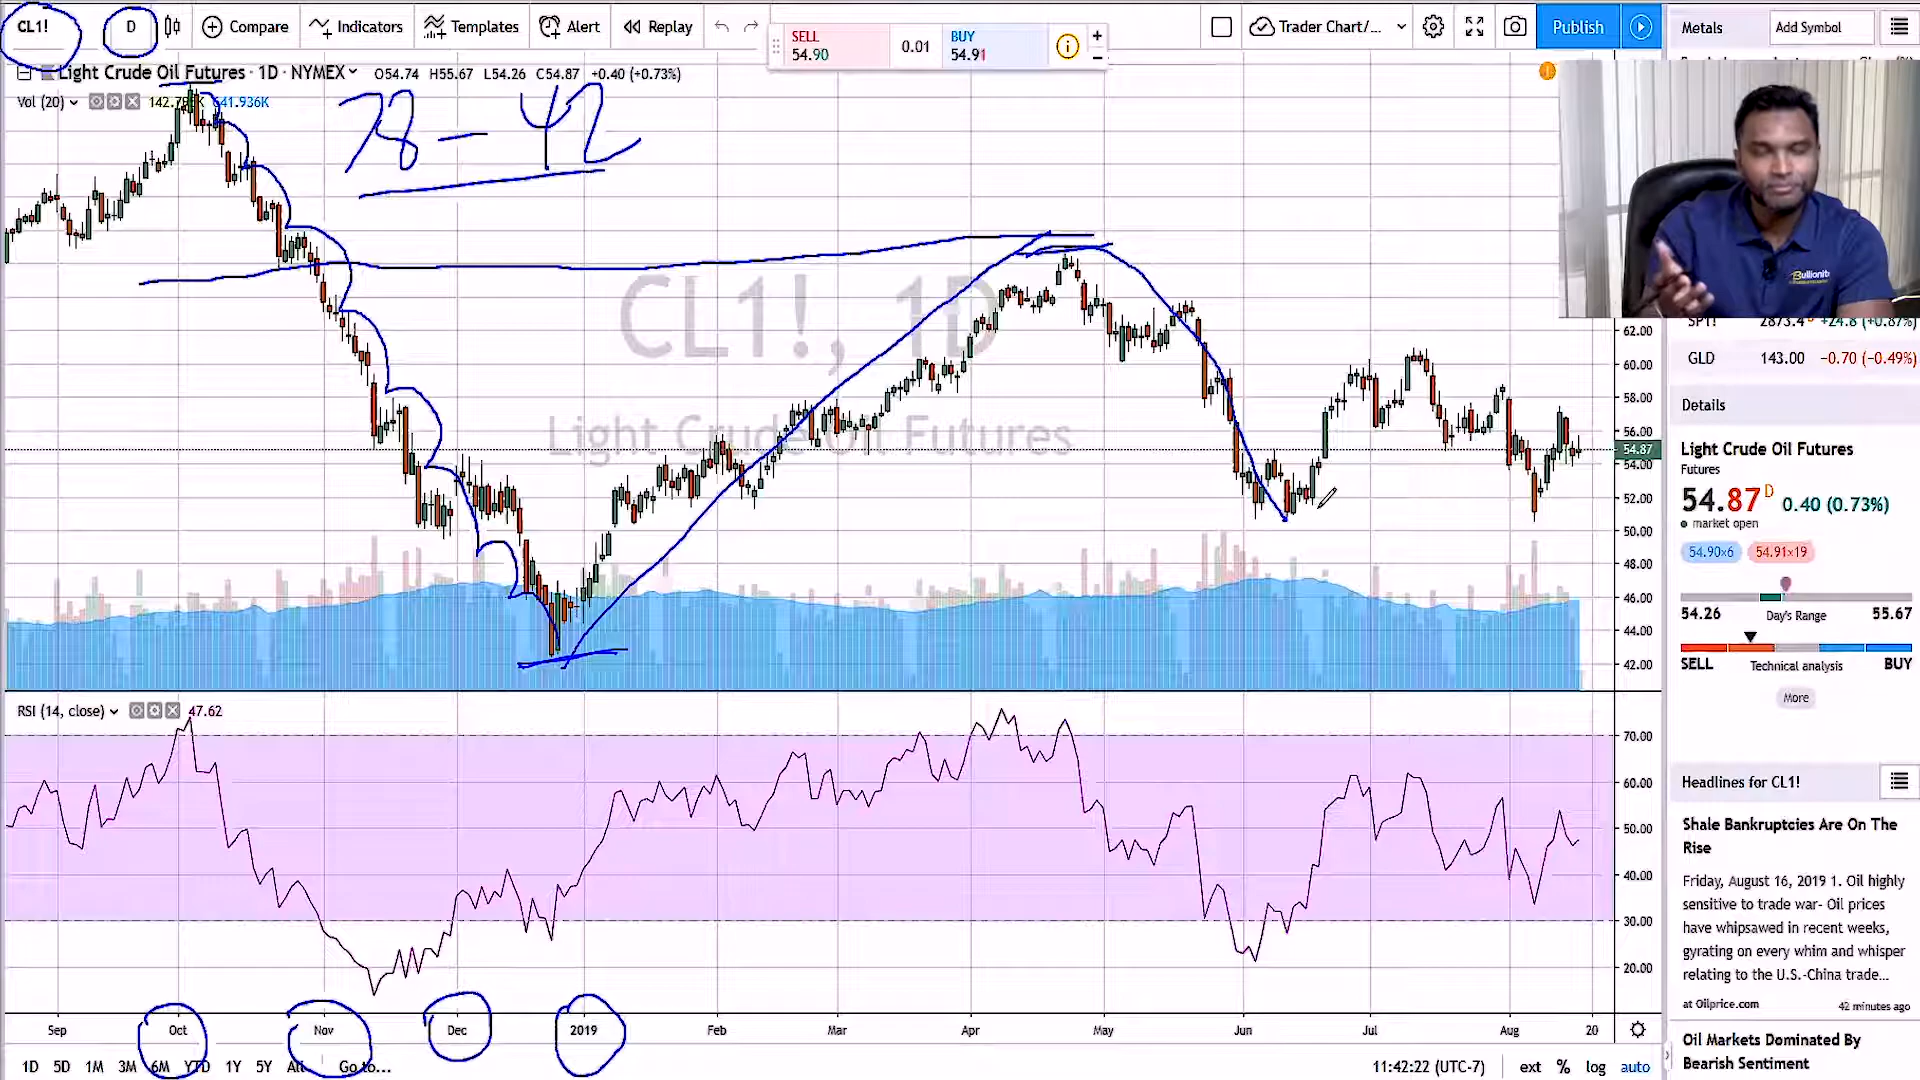 CL1! D Compare Indicators Templates Alert Replay
SELL 54.90 0.01 BUY 54.91
Trader Chart/... Publish
Metals Add Symbol
Light Crude Oil Futures · 1D · NYMEX O54.74 H55.67 L54.26 C54.87 +0.40 (+0.73%)
Vol (20) 641.936K
78 - 42
CL1!, 1D
Light Crude Oil Futures
Bullionite
62.00
60.00
58.00
56.00
54.87
54.00
52.00
50.00
48.00
46.00
44.00
42.00
RSI (14, close) 47.62
70.00
60.00
50.00
40.00
30.00
20.00
Sep Oct Nov Dec 2019 Feb Mar Apr May Jun Jul Aug 20
1D 5D 1M 3M 6M YTD 1Y 5Y All Go to...
11:42:22 (UTC-7) ext % log auto
2873.4 +24.8 (+0.87%)
GLD 143.00 −0.70 (−0.49%)
Details
Light Crude Oil Futures
Futures
54.87 D 0.40 (0.73%)
market open
54.90×6 54.91×19
54.26 Day's Range 55.67
SELL Technical analysis BUY
More
Headlines for CL1!
Shale Bankruptcies Are On The
Rise
Friday, August 16, 2019 1. Oil highly
sensitive to trade war- Oil prices
have whipsawed in recent weeks,
gyrating on every whim and whisper
relating to the U.S.-China trade...
at Oilprice.com 42 minutes ago
Oil Markets Dominated By
Bearish Sentiment